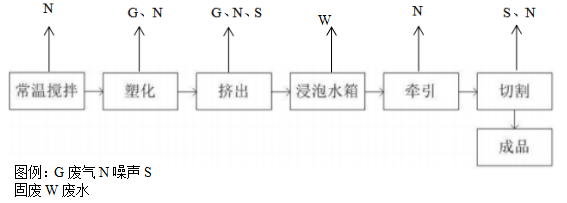 N
G、N
G、N、S
W
N
S、N
常温搅拌
塑化
挤出
浸泡水箱
牵引
切割
成品
图例：G 废气 N 噪声 S
固废 W 废水